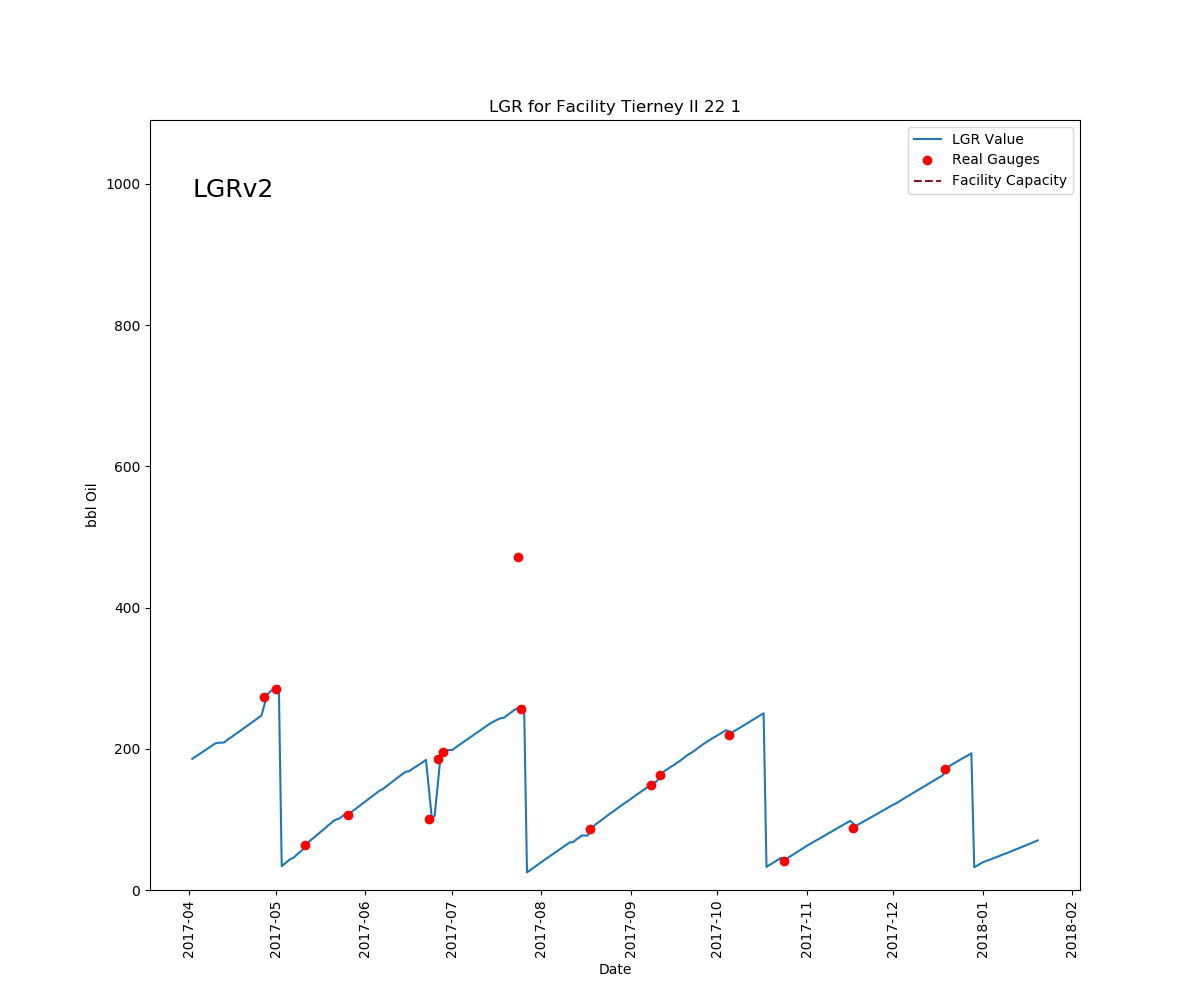 LGR for Facility Tierney II 22 1
LGRv2
LGR Value
Real Gauges
Facility Capacity
1000
800
600
400
200
0
bbl Oil
2017-04
2017-05
2017-06
2017-07
2017-08
2017-09
2017-10
2017-11
2017-12
2018-01
2018-02
Date